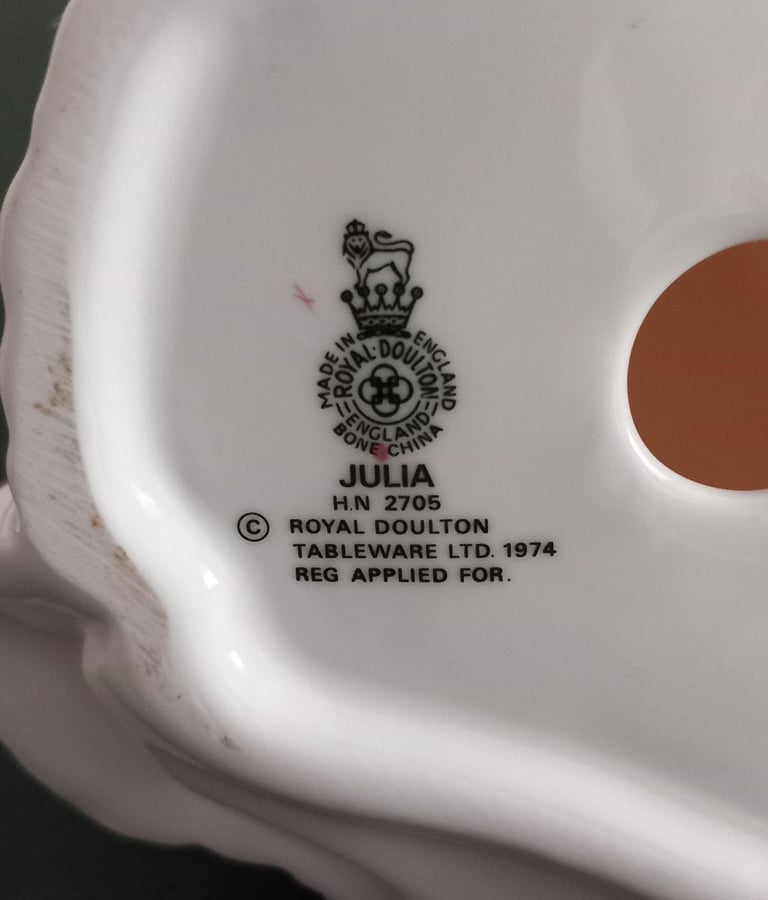 MADE IN ENGLAND
ROYAL·DOULTON
ENGLAND
BONE CHINA
JULIA
H.N 2705
© ROYAL DOULTON
TABLEWARE LTD. 1974
REG APPLIED FOR.